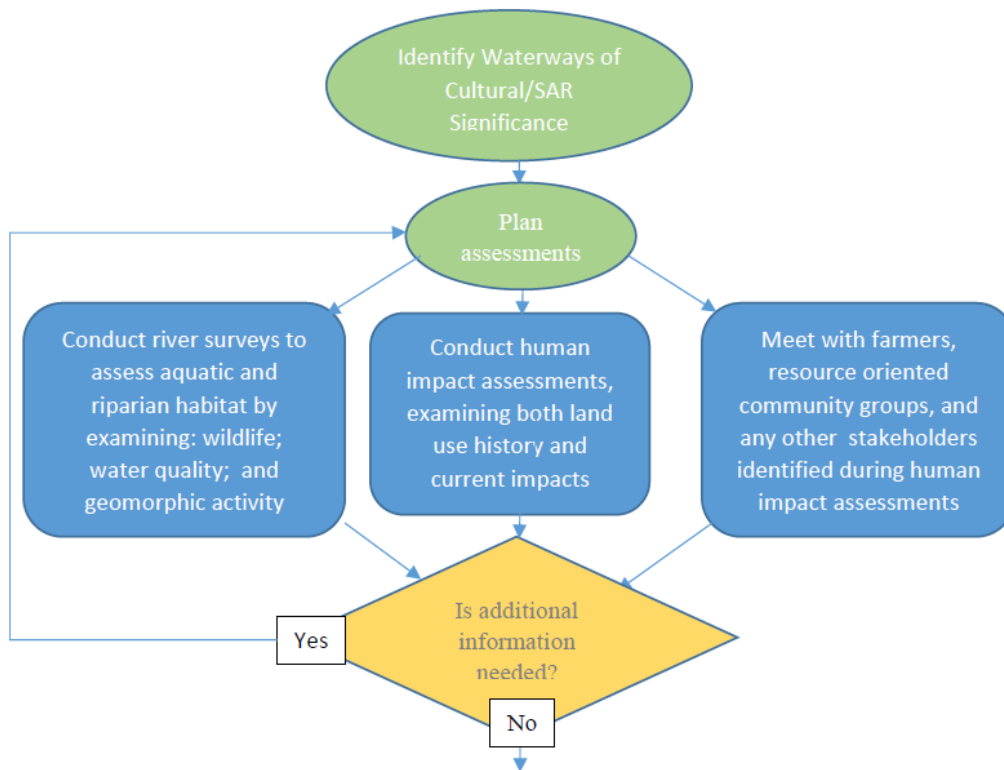 Identify Waterways of
Cultural/SAR
Significance
Plan
assessments
Conduct river surveys to
assess aquatic and
riparian habitat by
examining: wildlife;
water quality;  and
geomorphic activity
Conduct human
impact assessments,
examining both land
use history and
current impacts
Meet with farmers,
resource oriented
community groups, and
any other  stakeholders
identified during human
impact assessments
Is additional
information
needed?
Yes
No